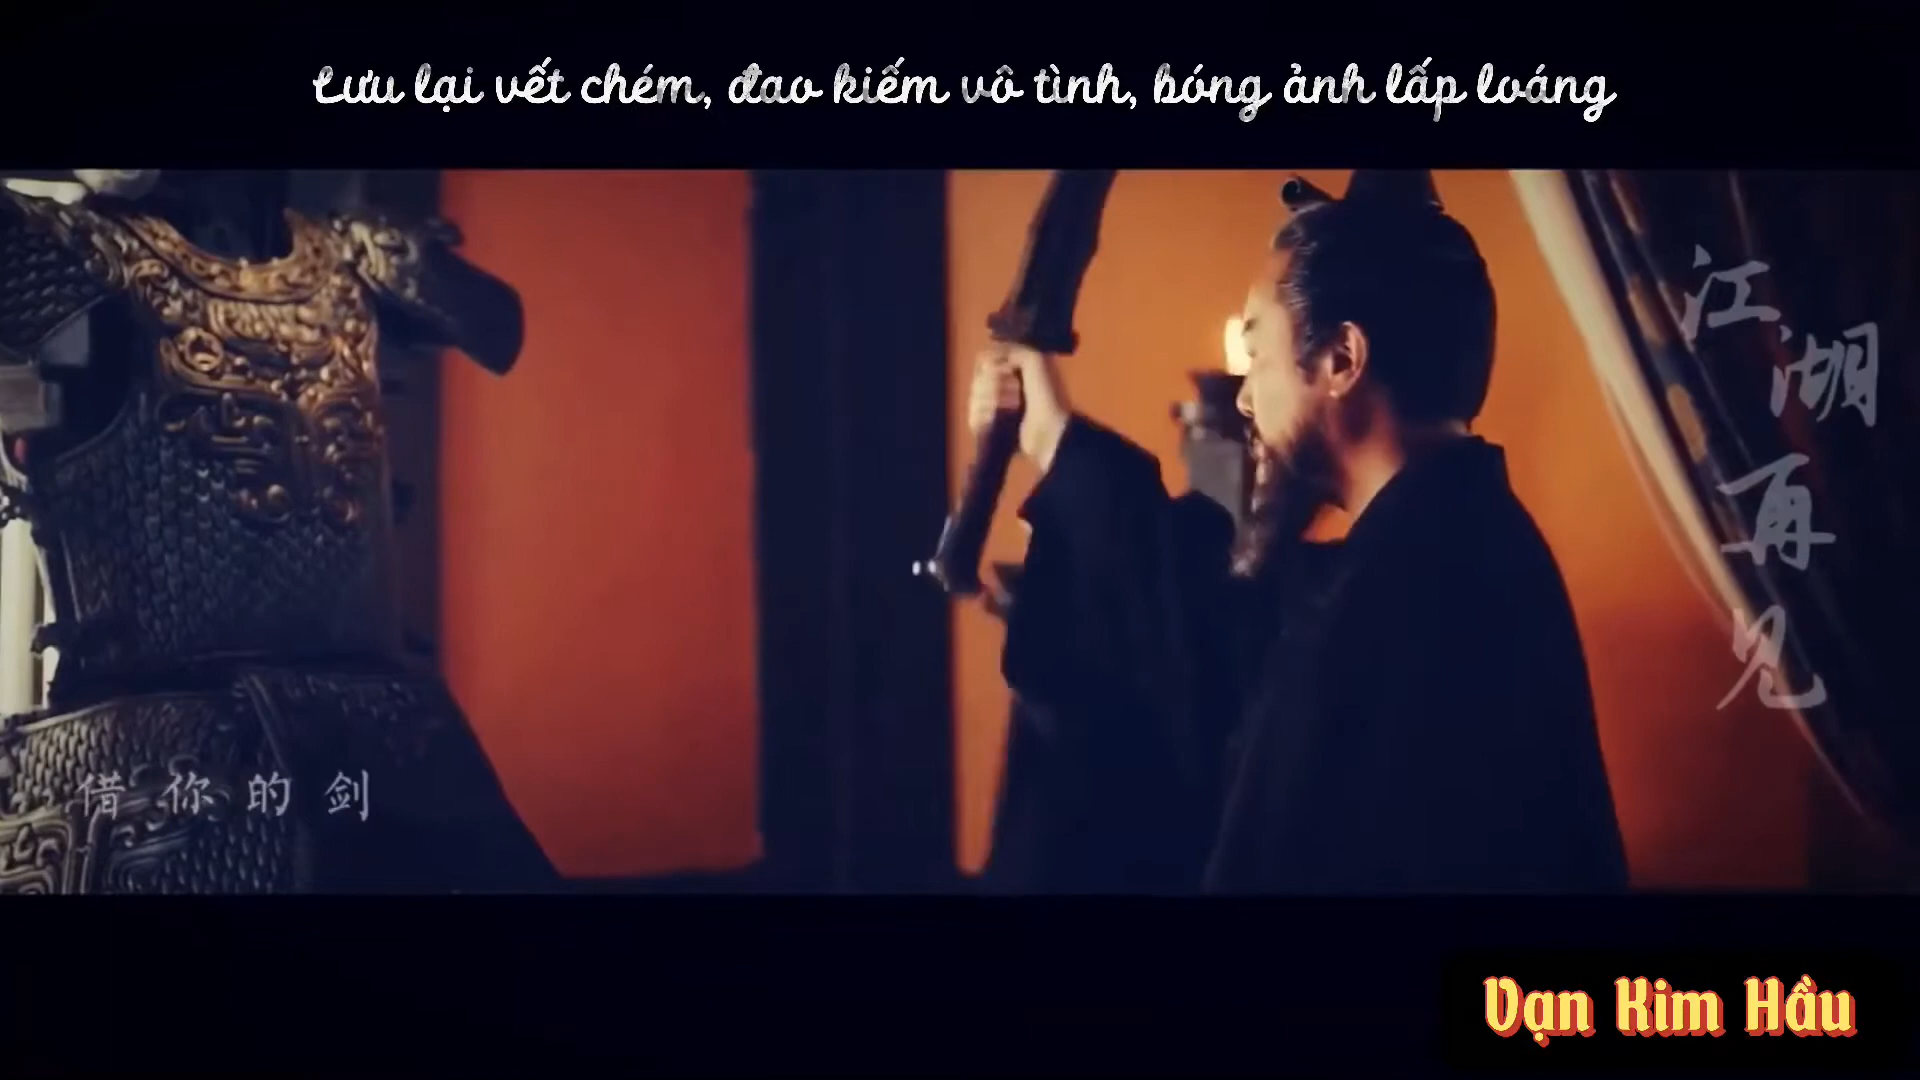 Lưu lại vết chém, đao kiếm vô tình, bóng ảnh lấp loáng
江湖再见
借你的剑
Vạn Kim Hầu